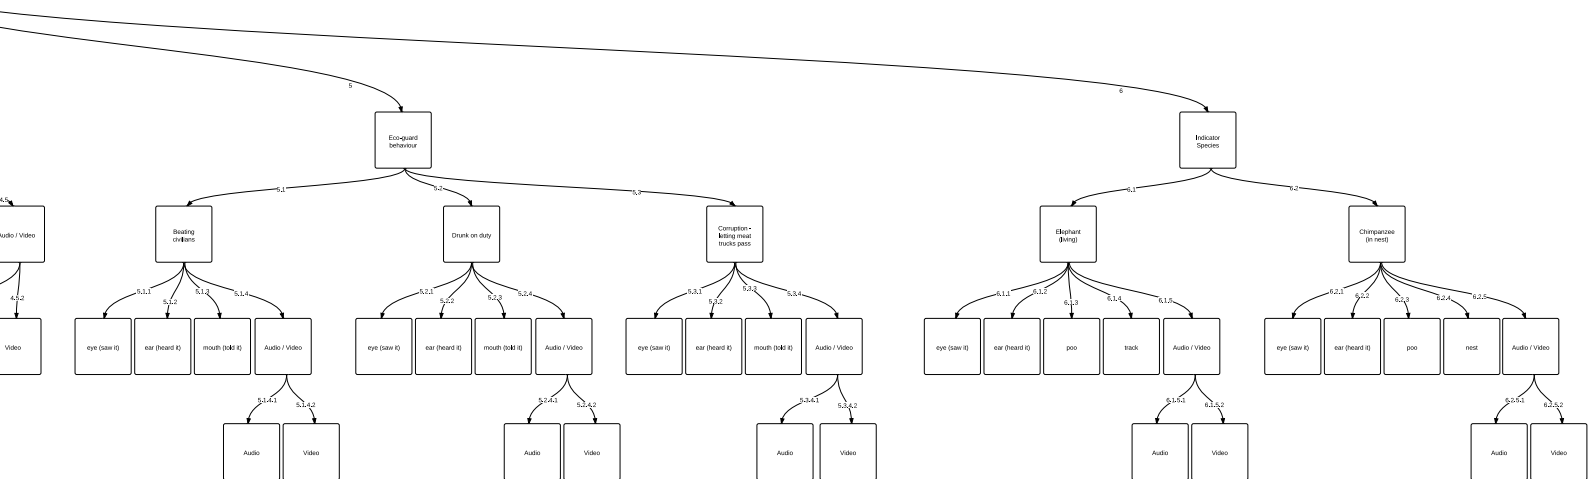 5
6
Eco-guard
behaviour
Indicator
Species
5.1
5.2
5.3
6.1
6.2
4.5
Audio / Video
Beating
civilians
Drunk on duty
Corruption -
letting meat
trucks pass
Elephant
(living)
Chimpanzee
(in nest)
4.5.2
5.1.1
5.1.2
5.1.3
5.1.4
5.2.1
5.2.2
5.2.3
5.2.4
5.3.1
5.3.2
5.3.3
5.3.4
6.1.1
6.1.2
6.1.3
6.1.4
6.1.5
6.2.1
6.2.2
6.2.3
6.2.4
6.2.5
Video
eye (saw it)
ear (heard it)
mouth (told it)
Audio / Video
eye (saw it)
ear (heard it)
mouth (told it)
Audio / Video
eye (saw it)
ear (heard it)
mouth (told it)
Audio / Video
eye (saw it)
ear (heard it)
poo
track
Audio / Video
eye (saw it)
ear (heard it)
poo
nest
Audio / Video
5.1.4.1
5.1.4.2
5.2.4.1
5.2.4.2
5.3.4.1
5.3.4.2
6.1.5.1
6.1.5.2
6.2.5.1
6.2.5.2
Audio
Video
Audio
Video
Audio
Video
Audio
Video
Audio
Video